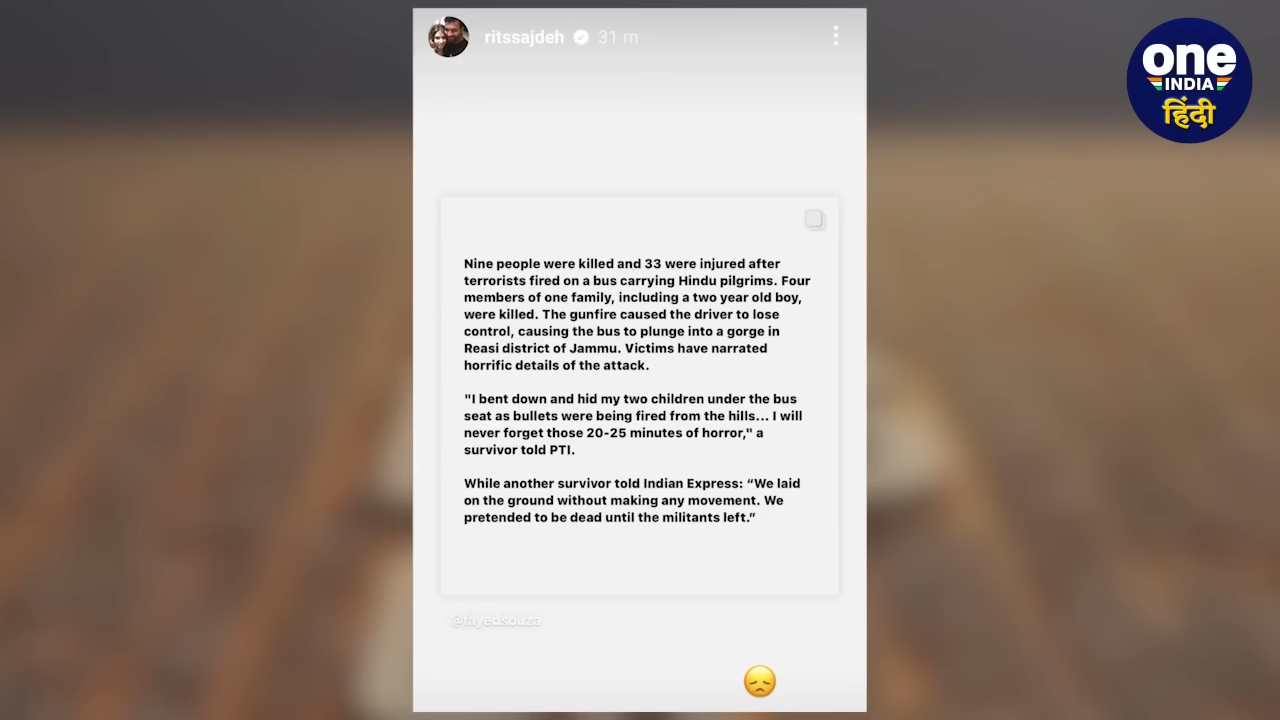 ritssajdeh 31 m
one
INDIA
हिंदी
Nine people were killed and 33 were injured after
terrorists fired on a bus carrying Hindu pilgrims. Four
members of one family, including a two year old boy,
were killed. The gunfire caused the driver to lose
control, causing the bus to plunge into a gorge in
Reasi district of Jammu. Victims have narrated
horrific details of the attack.
"I bent down and hid my two children under the bus
seat as bullets were being fired from the hills... I will
never forget those 20-25 minutes of horror," a
survivor told PTI.
While another survivor told Indian Express: “We laid
on the ground without making any movement. We
pretended to be dead until the militants left.”
@fayedsouza